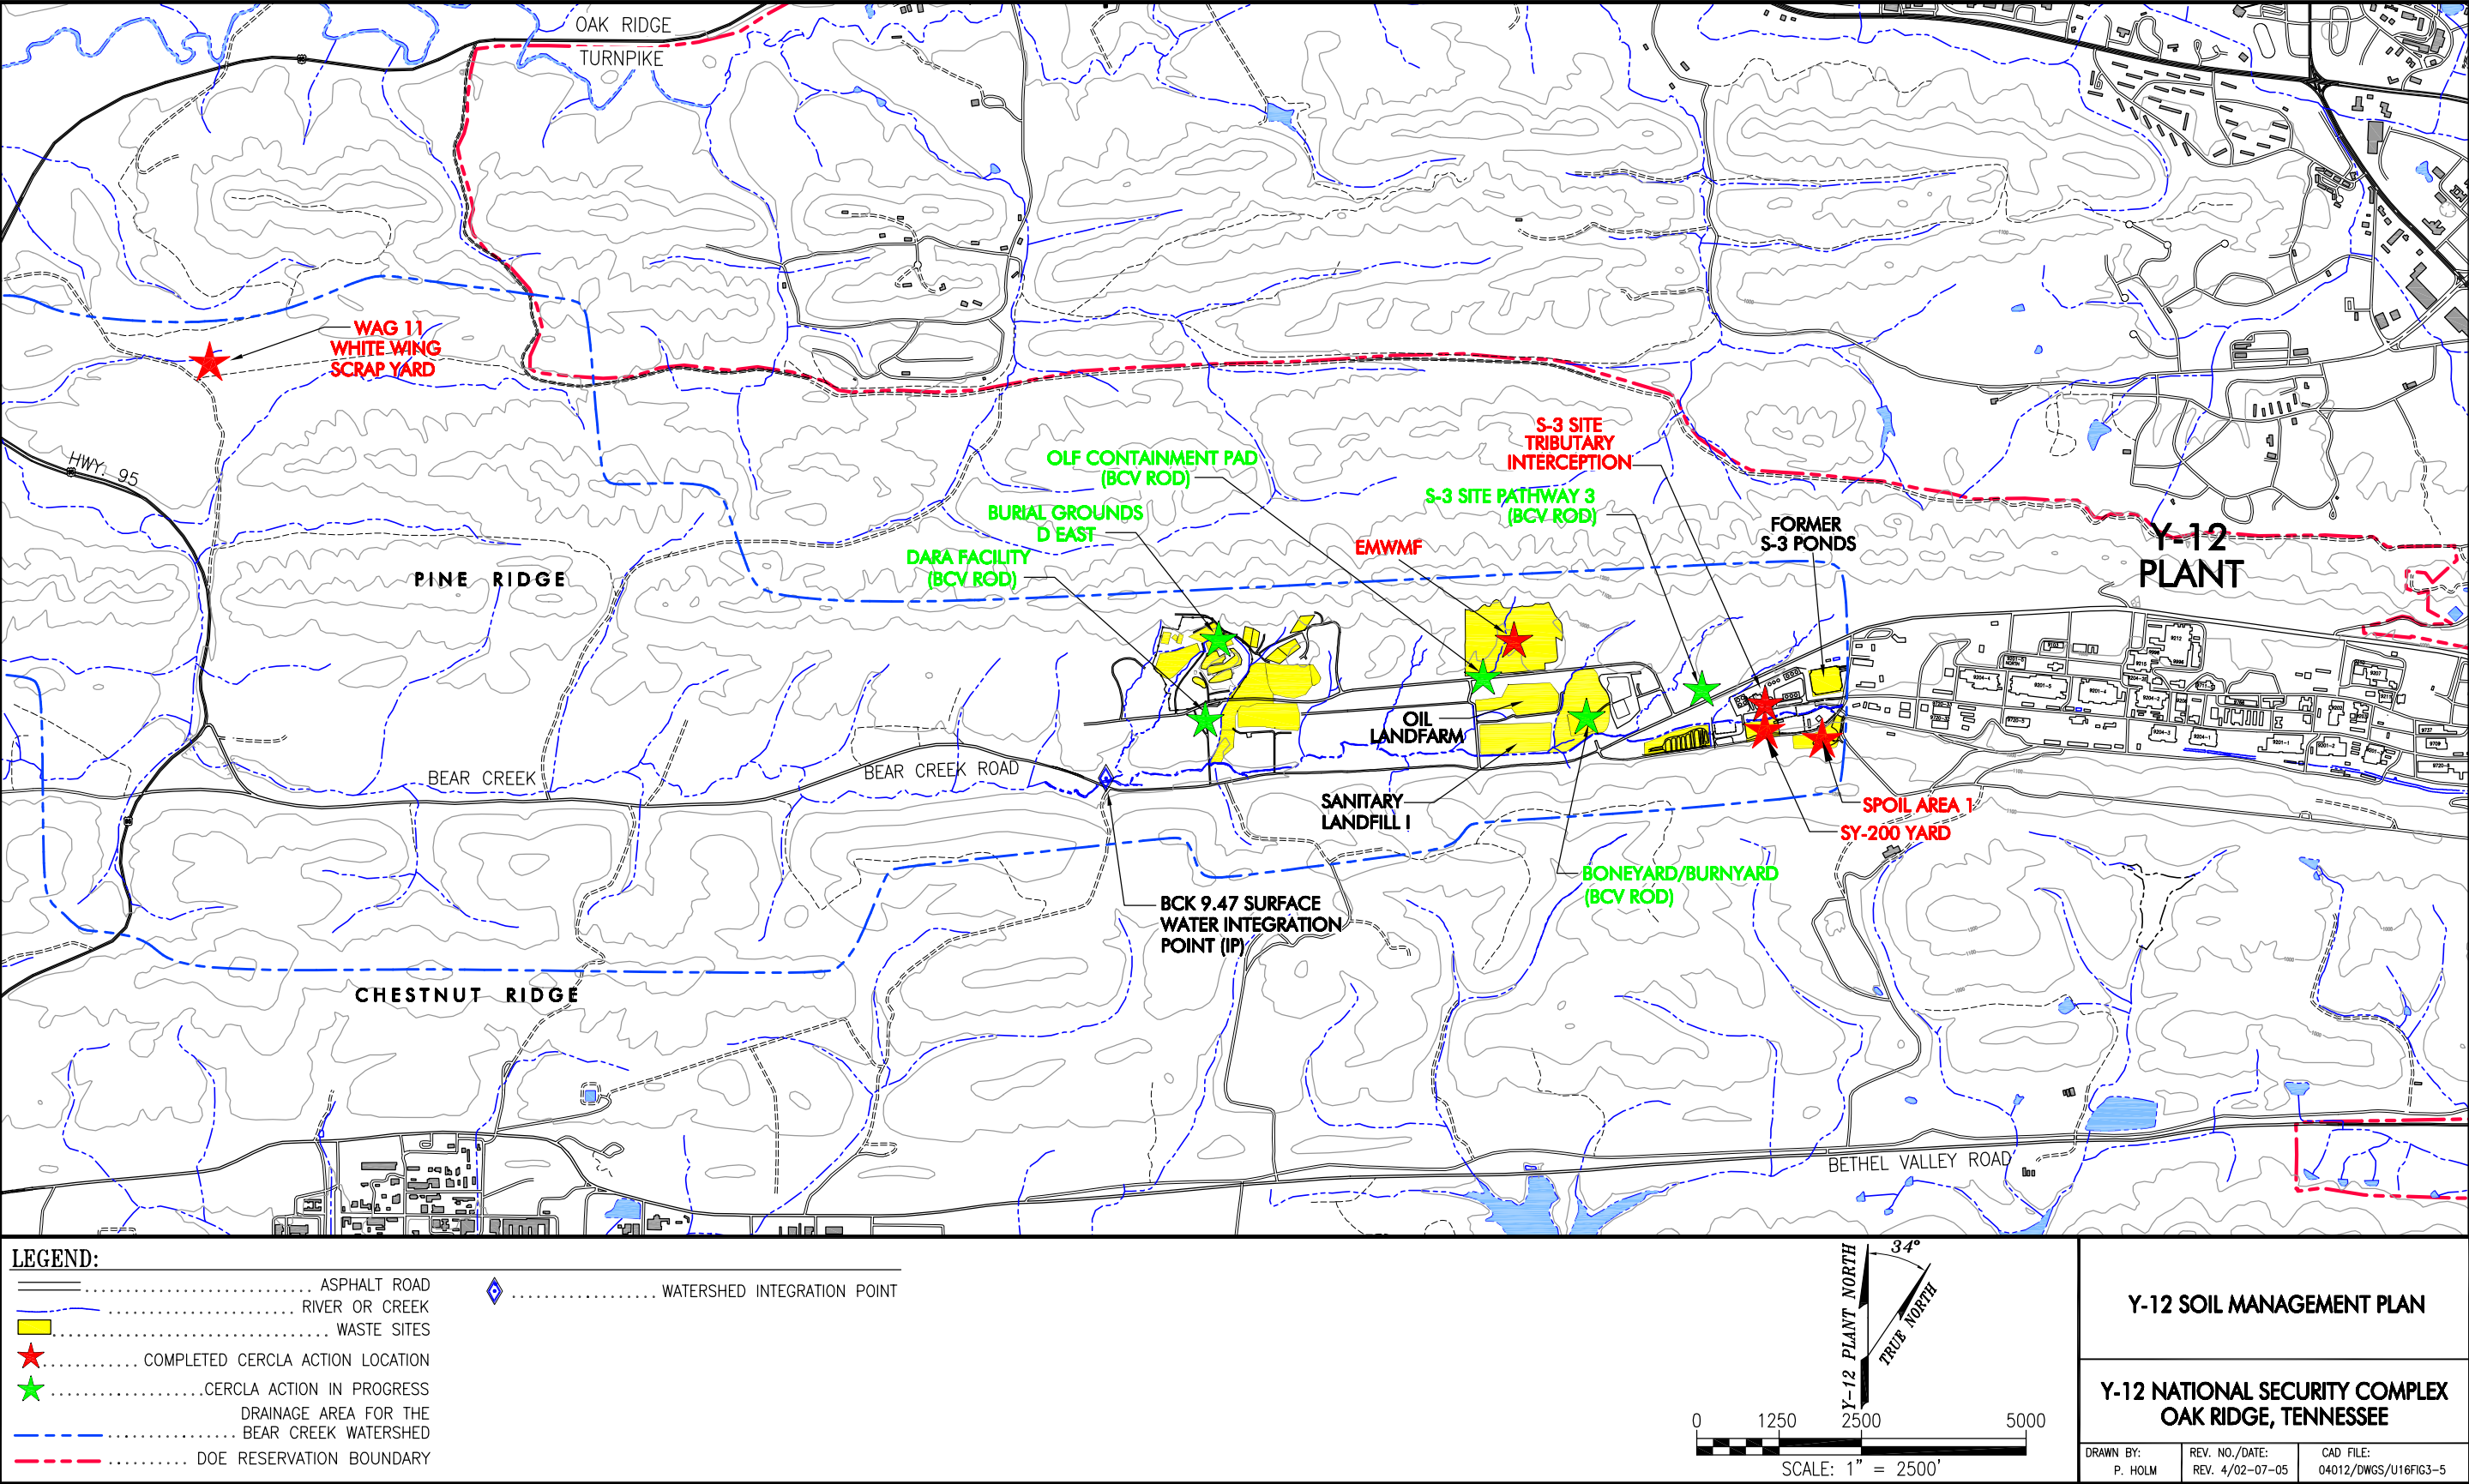 OAK RIDGE
TURNPIKE
WAG 11
WHITE WING
SCRAP YARD
HWY 95
S-3 SITE
TRIBUTARY
INTERCEPTION
OLF CONTAINMENT PAD
(BCV ROD)
S-3 SITE PATHWAY 3
(BCV ROD)
BURIAL GROUNDS
D EAST
FORMER
S-3 PONDS
Y-12
PLANT
EMWMF
DARA FACILITY
(BCV ROD)
PINE RIDGE
OIL
LANDFARM
BEAR CREEK
BEAR CREEK ROAD
SANITARY
LANDFILL I
SPOIL AREA 1
SY-200 YARD
BONEYARD/BURNYARD
(BCV ROD)
BCK 9.47 SURFACE
WATER INTEGRATION
POINT (IP)
CHESTNUT RIDGE
BETHEL VALLEY ROAD
LEGEND:
ASPHALT ROAD
RIVER OR CREEK
WASTE SITES
COMPLETED CERCLA ACTION LOCATION
CERCLA ACTION IN PROGRESS
DRAINAGE AREA FOR THE
BEAR CREEK WATERSHED
DOE RESERVATION BOUNDARY
WATERSHED INTEGRATION POINT
Y-12 PLANT NORTH
34°
TRUE NORTH
0 1250 2500 5000
SCALE: 1" = 2500'
Y-12 SOIL MANAGEMENT PLAN
Y-12 NATIONAL SECURITY COMPLEX
OAK RIDGE, TENNESSEE
DRAWN BY:
P. HOLM
REV. NO./DATE:
REV. 4/02-07-05
CAD FILE:
04012/DWGS/U16FIG3-5